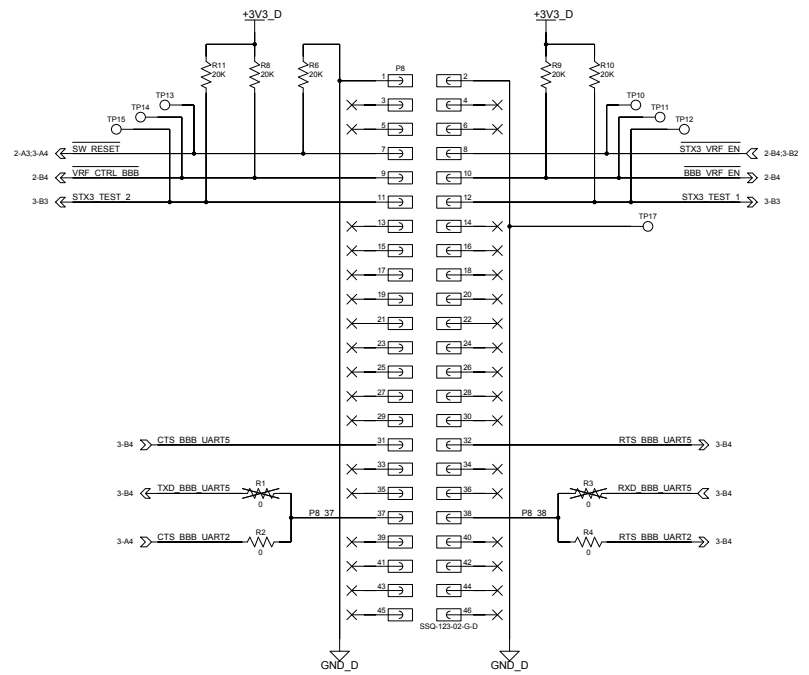 +3V3_D +3V3_D
R11 20K R8 20K R6 20K P8 R9 20K R10 20K
1 2
TP13 3 4 TP10
TP14 TP11
TP15 5 6 TP12
2-A3;3-A4 SW_RESET 7 8 STX3_VRF_EN 2-B4;3-B2
2-B4 VRF_CTRL_BBB 9 10 BBB_VRF_EN 2-B4
3-B3 STX3_TEST_2 11 12 STX3_TEST_1 3-B3
13 14 TP17
15 16
17 18
19 20
21 22
23 24
25 26
27 28
29 30
3-B4 CTS_BBB_UART5 31 32 RTS_BBB_UART5 3-B4
33 34
R1 R3
3-B4 TXD_BBB_UART5 35 36 RXD_BBB_UART5 3-B4
0 0
P8_37 37 38 P8_38
R2 R4
3-A4 CTS_BBB_UART2 39 40 RTS_BBB_UART2 3-B4
0 0
41 42
43 44
45 46
SSQ-123-02-G-D
GND_D GND_D